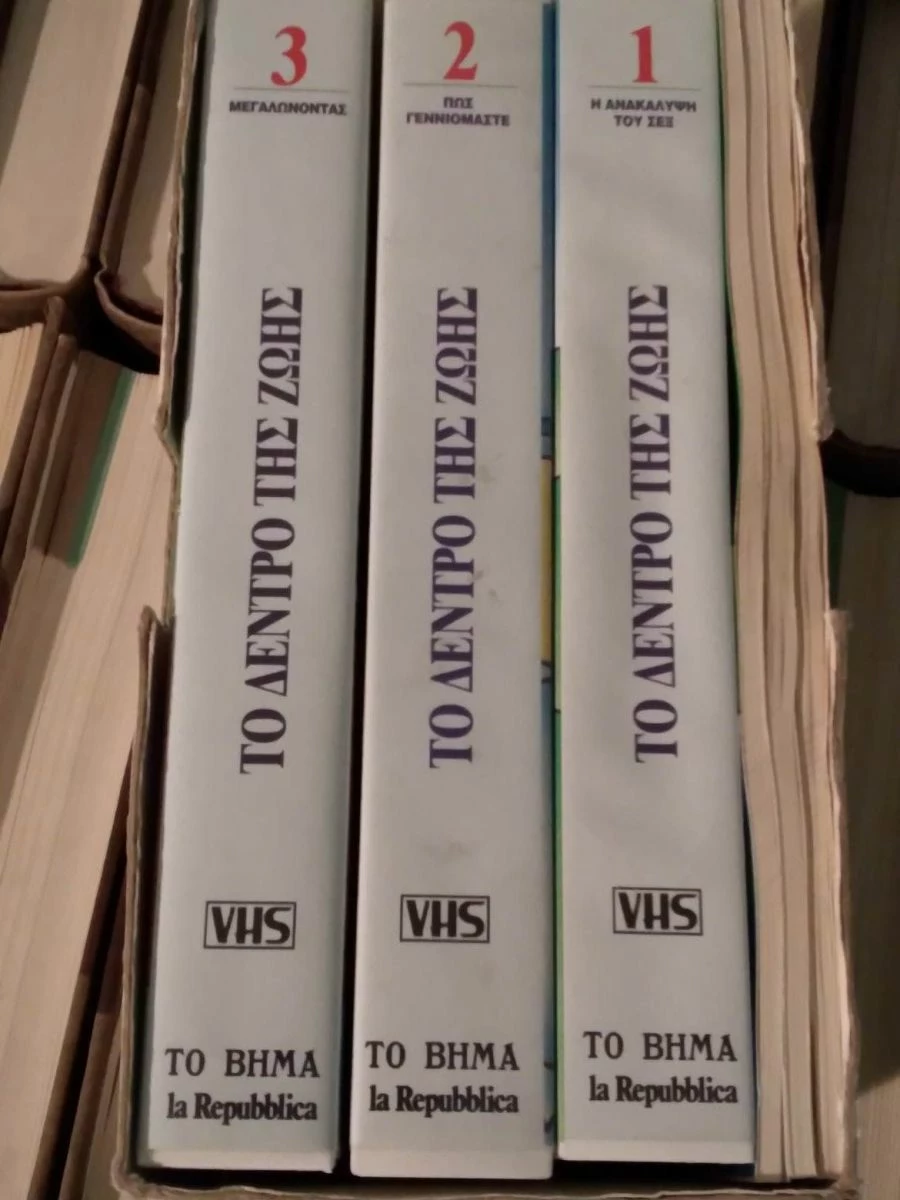 3
ΜΕΓΑΛΩΝΟΝΤΑΣ
ΤΟ ΔΕΝΤΡΟ ΤΗΣ ΖΩΗΣ
VHS
ΤΟ ΒΗΜΑ
la Repubblica
2
ΠΩΣ
ΓΕΝΝΙΟΜΑΣΤΕ
ΤΟ ΔΕΝΤΡΟ ΤΗΣ ΖΩΗΣ
VHS
ΤΟ ΒΗΜΑ
la Repubblica
1
Η ΑΝΑΚΑΛΥΨΗ
ΤΟΥ ΣΕΞ
ΤΟ ΔΕΝΤΡΟ ΤΗΣ ΖΩΗΣ
VHS
ΤΟ ΒΗΜΑ
la Repubblica